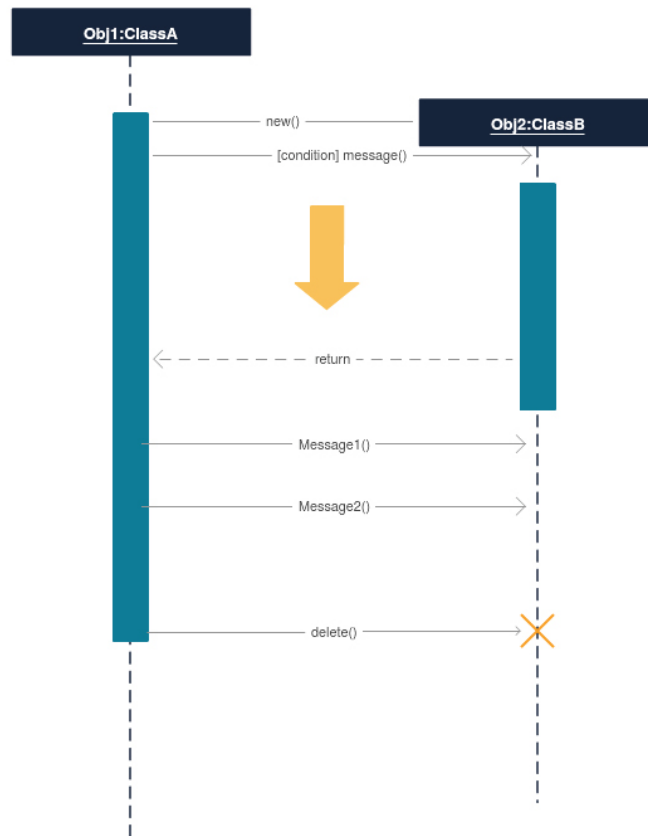 Obj1:ClassA
new()
Obj2:ClassB
[condition] message()
return
Message1()
Message2()
delete()